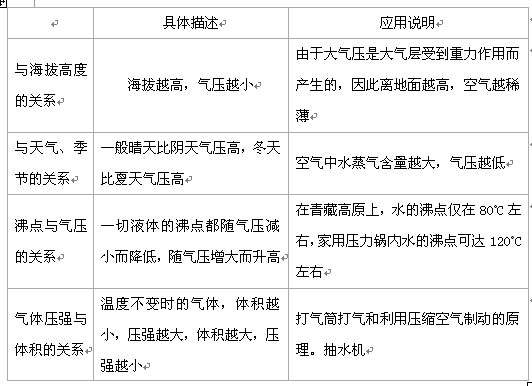 具体描述 应用说明
与海拔高度
的关系
海拔越高，气压越小
由于大气压是大气层受到重力作用而
产生的，因此离地面越高，空气越稀
薄
与天气、季
节的关系
一般晴天比阴天气压高，冬天
比夏天气压高
空气中水蒸气含量越大，气压越低
沸点与气压
的关系
一切液体的沸点都随气压减
小而降低，随气压增大而升高
在青藏高原上，水的沸点仅在80℃左
右，家用压力锅内水的沸点可达120℃
左右
气体压强与
体积的关系
温度不变时的气体，体积越
小，压强越大，体积越大，压
强越小
打气筒打气和利用压缩空气制动的原
理。抽水机